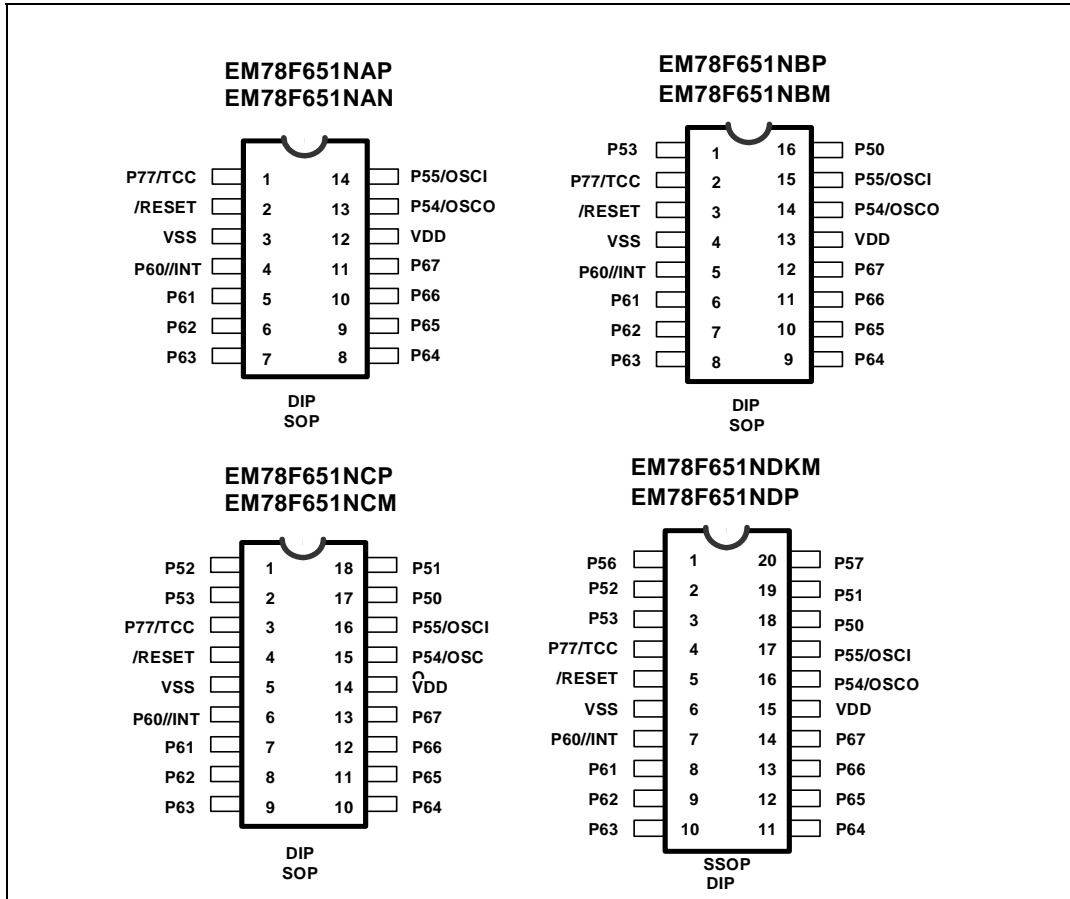 EM78F651NAP
EM78F651NAN
P77/TCC 1 14 P55/OSCI
/RESET 2 13 P54/OSCO
VSS 3 12 VDD
P60//INT 4 11 P67
P61 5 10 P66
P62 6 9 P65
P63 7 8 P64
DIP
SOP
EM78F651NBP
EM78F651NBM
P53 1 16 P50
P77/TCC 2 15 P55/OSCI
/RESET 3 14 P54/OSCO
VSS 4 13 VDD
P60//INT 5 12 P67
P61 6 11 P66
P62 7 10 P65
P63 8 9 P64
DIP
SOP
EM78F651NCP
EM78F651NCM
P52 1 18 P51
P53 2 17 P50
P77/TCC 3 16 P55/OSCI
/RESET 4 15 P54/OSC
O
VSS 5 14 VDD
P60//INT 6 13 P67
P61 7 12 P66
P62 8 11 P65
P63 9 10 P64
DIP
SOP
EM78F651NDKM
EM78F651NDP
P56 1 20 P57
P52 2 19 P51
P53 3 18 P50
P77/TCC 4 17 P55/OSCI
/RESET 5 16 P54/OSCO
VSS 6 15 VDD
P60//INT 7 14 P67
P61 8 13 P66
P62 9 12 P65
P63 10 11 P64
SSOP
DIP